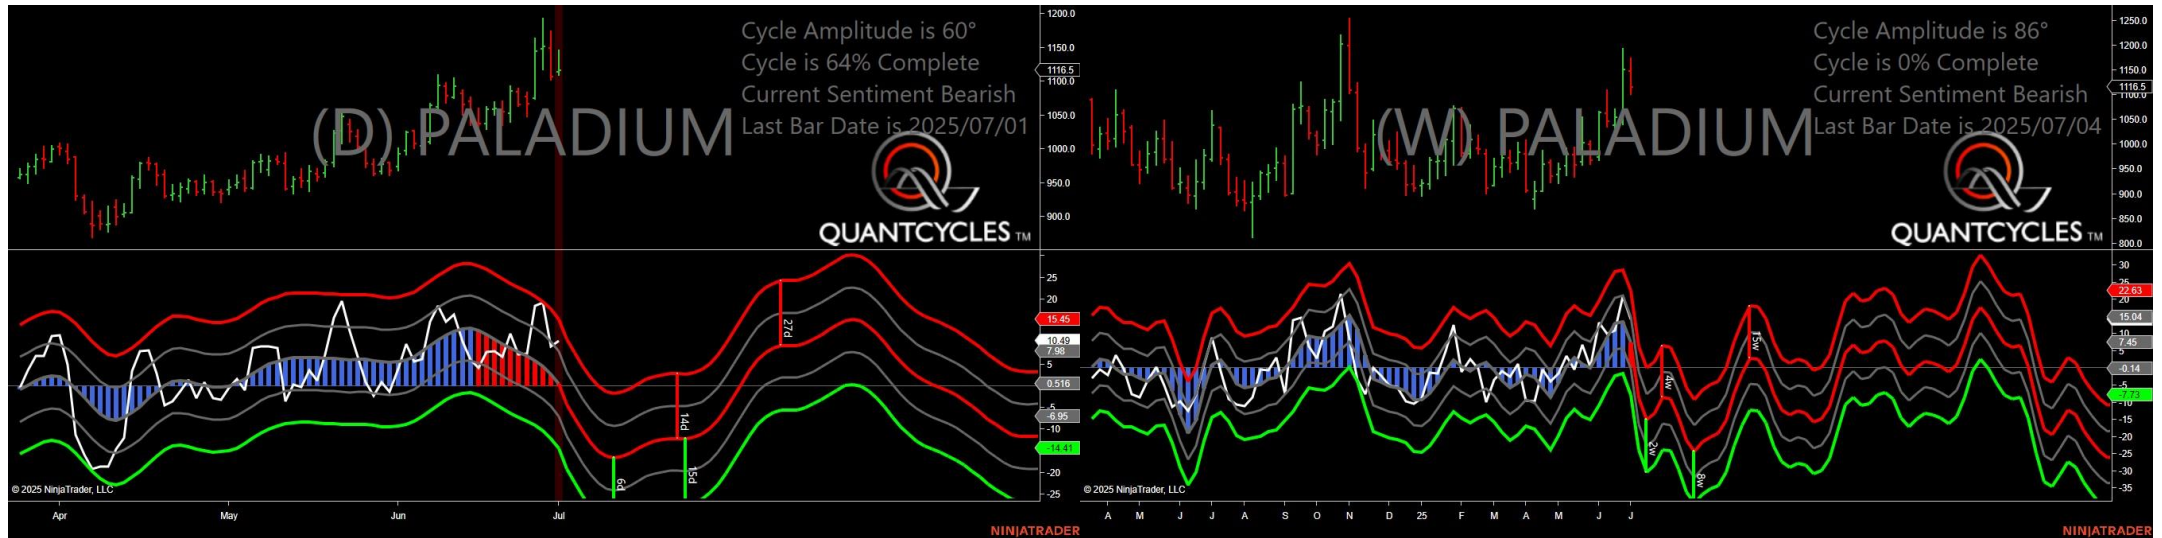 Cycle Amplitude is 60°
Cycle is 64% Complete
Current Sentiment Bearish
Last Bar Date is 2025/07/01
(D) PALADIUM
QUANTCYCLES TM
1200.0
1150.0
1116.5
1100.0
1050.0
1000.0
950.0
900.0
25
20
15.45
10.49
7.98
5
0.516
-5
-6.95
-10
-14.41
-20
-25
27d
14d
15d
6d
© 2025 NinjaTrader, LLC
Apr May Jun Jul
NINJATRADER
Cycle Amplitude is 86°
Cycle is 0% Complete
Current Sentiment Bearish
Last Bar Date is 2025/07/04
(W) PALADIUM
QUANTCYCLES TM
1250.0
1200.0
1150.0
1116.5
1100.0
1050.0
1000.0
950.0
900.0
850.0
800.0
30
25
22.63
20
15.04
10
7.45
5
-0.14
-5
-7.73
-10
-15
-20
-25
-30
-35
4w
15w
2w
8w
© 2025 NinjaTrader, LLC
A M J J A S O N D 25 F M A M J J
NINJATRADER